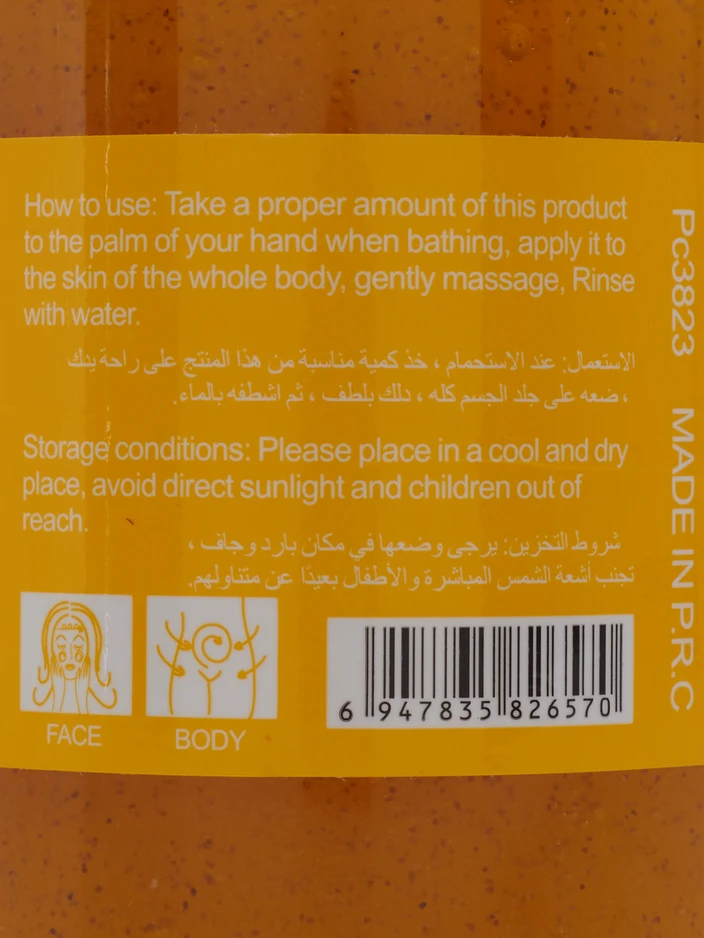 How to use: Take a proper amount of this product
to the palm of your hand when bathing, apply it to
the skin of the whole body, gently massage, Rinse
with water.
الاستعمال: عند الاستحمام ، خذ كمية مناسبة من هذا المنتج على راحة يدك
، ضعه على جلد الجسم كله ، دلك بلطف ، ثم اشطفه بالماء.
Storage conditions: Please place in a cool and dry
place, avoid direct sunlight and children out of
reach.
شروط التخزين: يرجى وضعها في مكان بارد وجاف ،
تجنب أشعة الشمس المباشرة والأطفال بعيدًا عن متناولهم.
FACE
BODY
6 947835 826570
Pc3823 MADE IN P.R.C